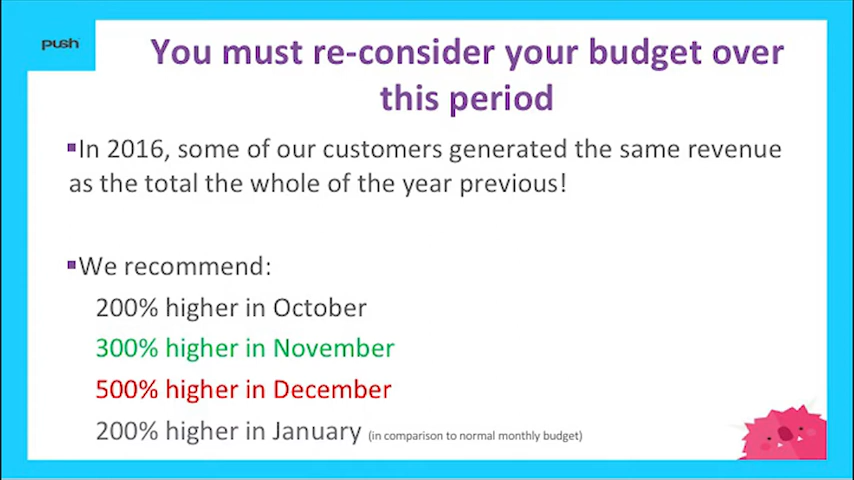 push
You must re-consider your budget over
this period
▪In 2016, some of our customers generated the same revenue
as the total the whole of the year previous!
▪We recommend:
200% higher in October
300% higher in November
500% higher in December
200% higher in January (in comparison to normal monthly budget)